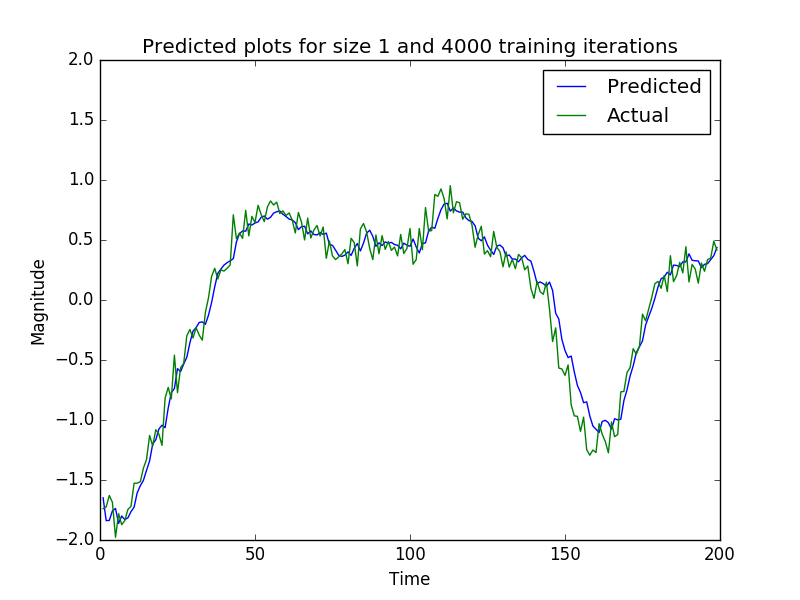 Predicted plots for size 1 and 4000 training iterations
2.0
1.5
1.0
0.5
0.0
−0.5
−1.0
−1.5
−2.0
Magnitude
Predicted
Actual
0 50 100 150 200
Time